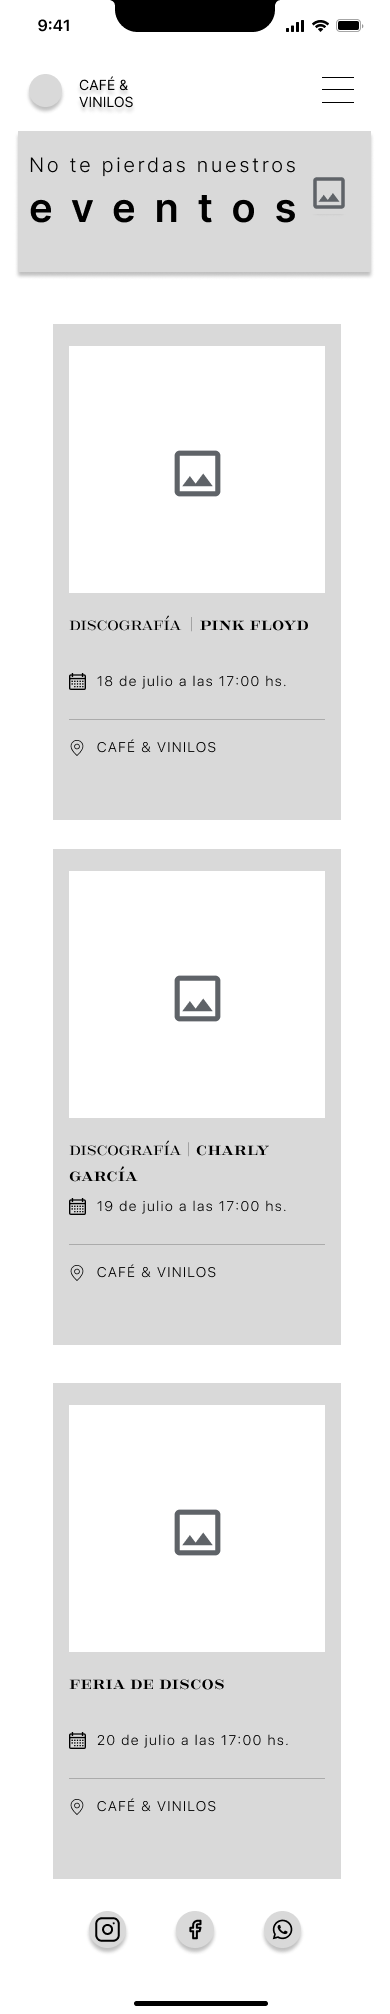 9:41
CAFÉ &
VINILOS
No te pierdas nuestros
eventos
DISCOGRAFÍA | PINK FLOYD
18 de julio a las 17:00 hs.
CAFÉ & VINILOS
DISCOGRAFÍA | CHARLY
GARCÍA
19 de julio a las 17:00 hs.
CAFÉ & VINILOS
FERIA DE DISCOS
20 de julio a las 17:00 hs.
CAFÉ & VINILOS